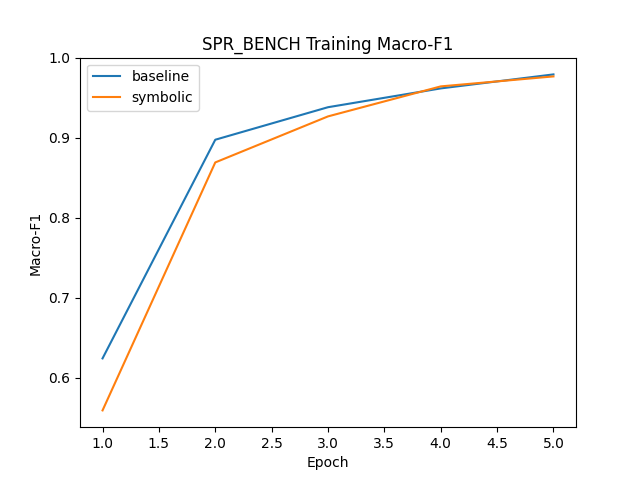 SPR_BENCH Training Macro-F1
baseline
symbolic
Macro-F1
1.0
0.9
0.8
0.7
0.6
1.0 1.5 2.0 2.5 3.0 3.5 4.0 4.5 5.0
Epoch